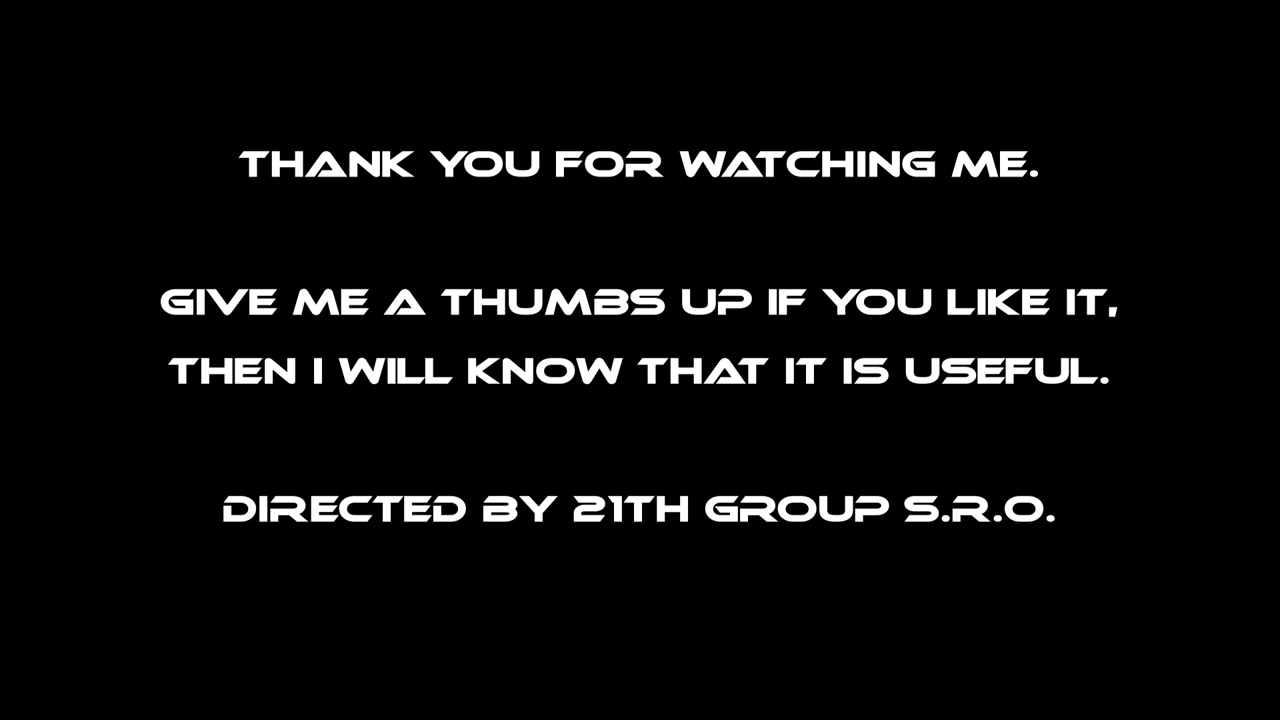 THANK YOU FOR WATCHING ME.
GIVE ME A THUMBS UP IF YOU LIKE IT,
THEN I WILL KNOW THAT IT IS USEFUL.
DIRECTED BY 21TH GROUP S.R.O.